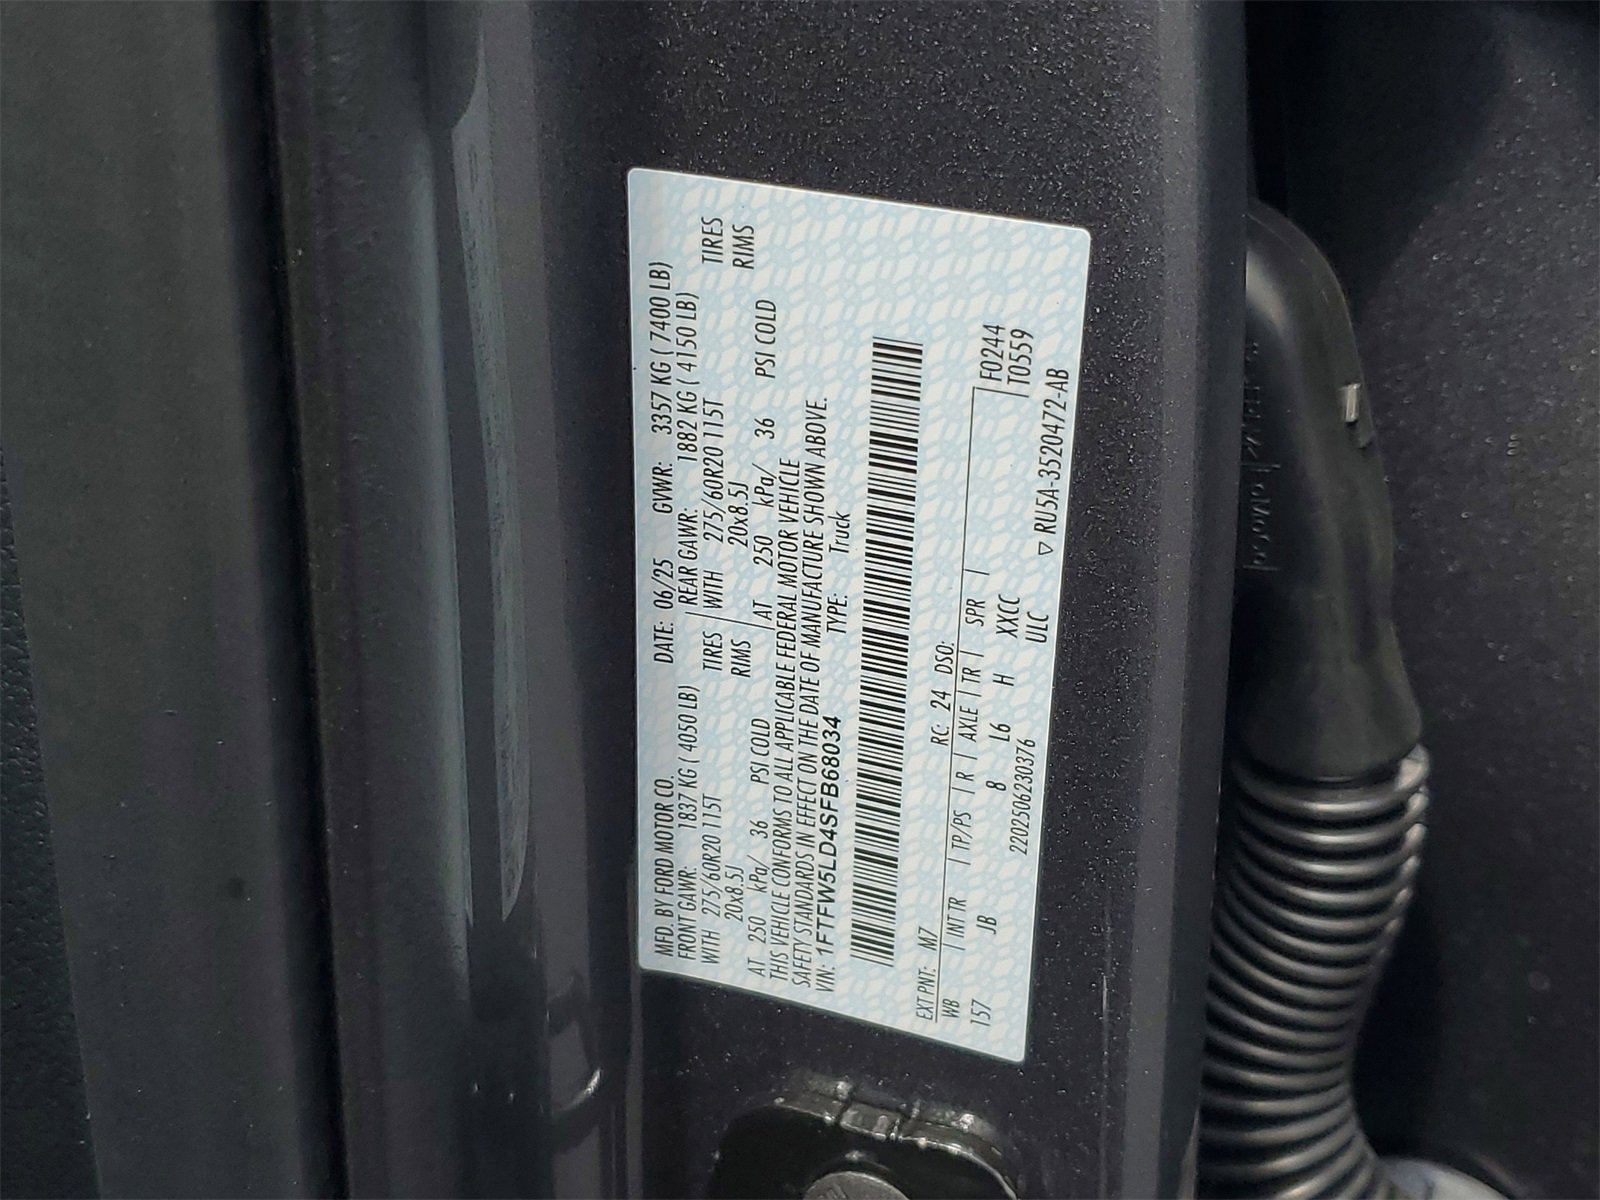 MFD. BY FORD MOTOR CO. DATE: 06/25 GVWR: 3357 KG ( 7400 LB)
FRONT GAWR: 1837 KG ( 4050 LB) REAR GAWR: 1882 KG ( 4150 LB)
WITH 275/60R20 115T TIRES WITH 275/60R20 115T TIRES
20x8.5J RIMS 20x8.5J RIMS
AT 250 kPa/ 36 PSI COLD AT 250 kPa/ 36 PSI COLD
THIS VEHICLE CONFORMS TO ALL APPLICABLE FEDERAL MOTOR VEHICLE
SAFETY STANDARDS IN EFFECT ON THE DATE OF MANUFACTURE SHOWN ABOVE.
VIN: 1FTFW5LD4SFB68034 TYPE: Truck
EXT PNT: M7 RC: 24 DSO: F0244
WB INT TR TP/PS R AXLE TR SPR T0559
157 JB 8 L6 H XXCC
2202506230376 ULC
▽ RU5A-3520472-AB